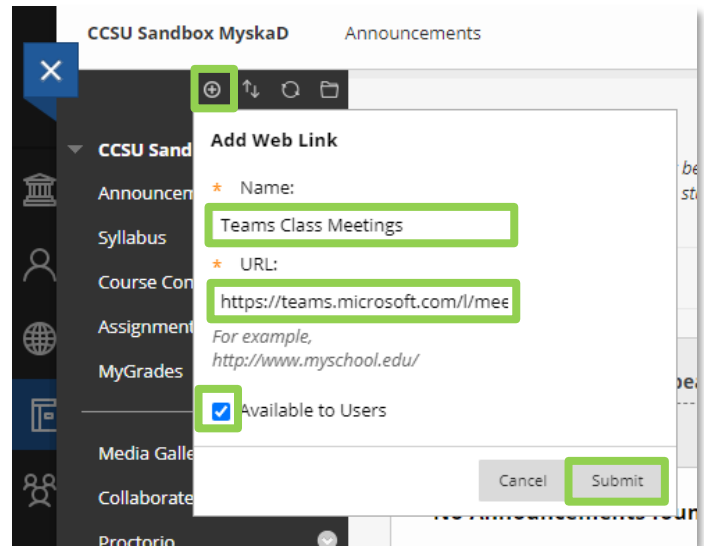 CCSU Sandbox MyskaD Announcements
Add Web Link
CCSU Sand
* Name:
Announcem
Teams Class Meetings
Syllabus
* URL:
Course Con
https://teams.microsoft.com/l/mee
Assignment
For example,
http://www.myschool.edu/
MyGrades
Available to Users
Media Galle
Cancel Submit
Collaborate
No Announcements foun
Proctorio